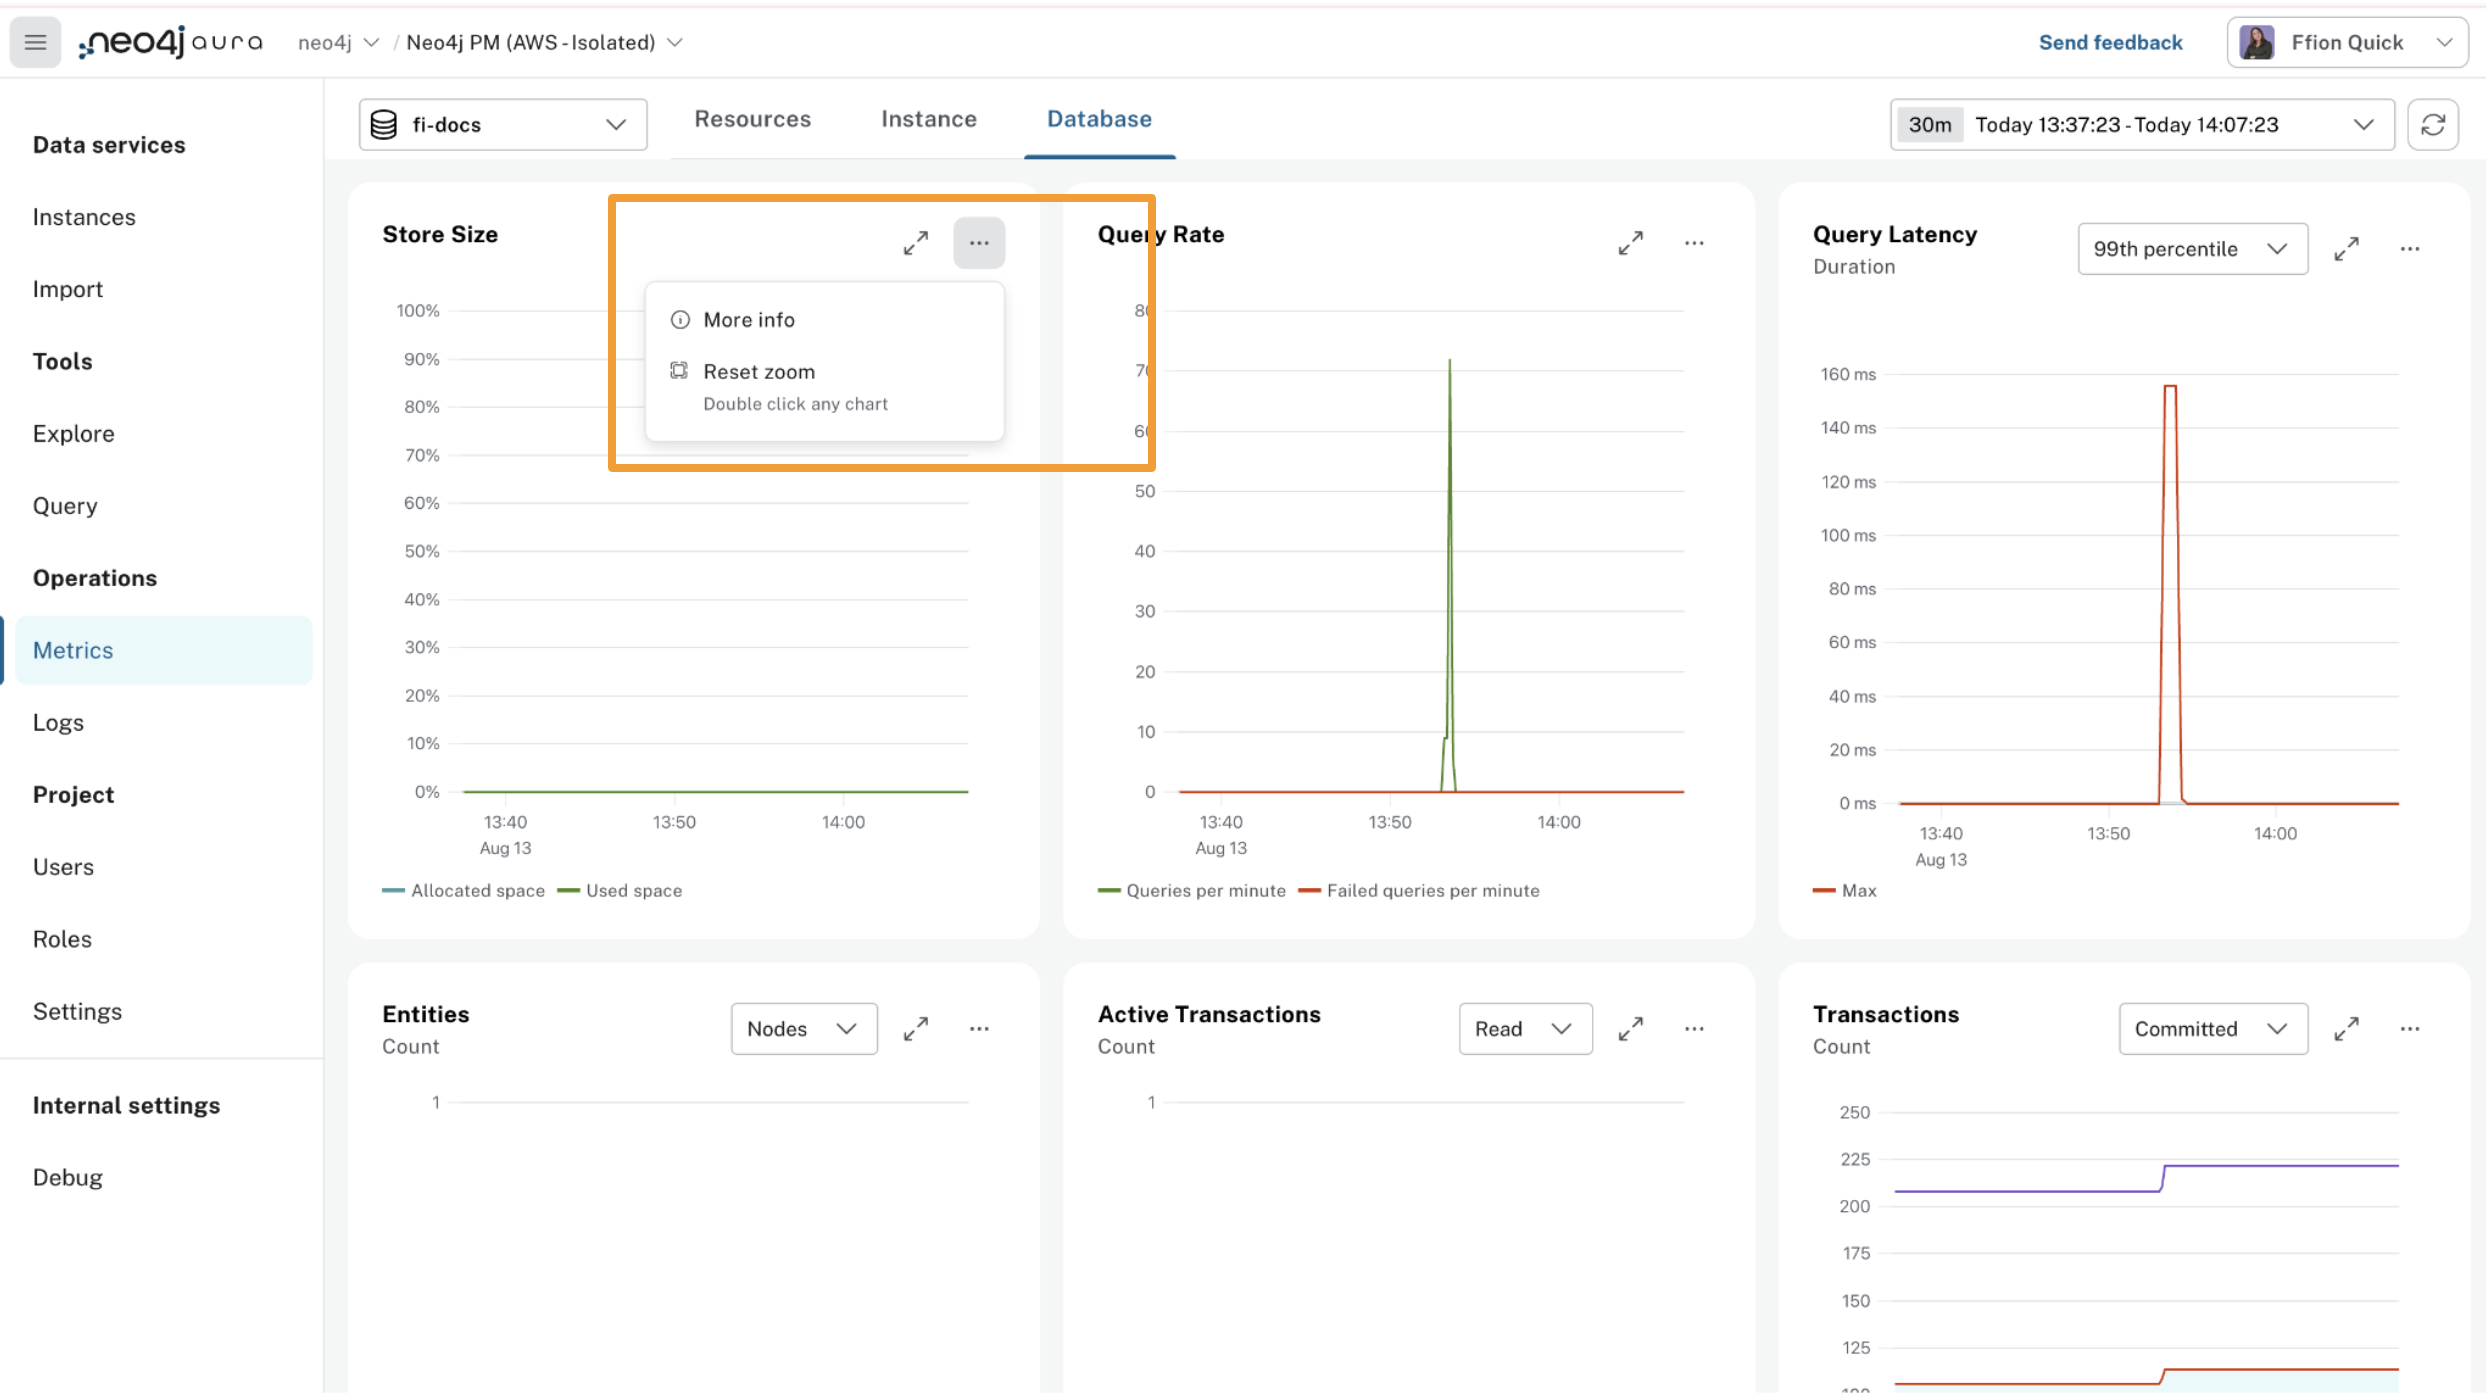 neo4j aura neo4j / Neo4j PM (AWS - Isolated) Send feedback Ffion Quick
fi-docs Resources Instance Database 30m Today 13:37:23 - Today 14:07:23
Data services
Instances
Import
Tools
Explore
Query
Operations
Metrics
Logs
Project
Users
Roles
Settings
Internal settings
Debug
Store Size
More info
Reset zoom
Double click any chart
100%
90%
80%
70%
60%
50%
40%
30%
20%
10%
0%
13:40 13:50 14:00
Aug 13
Allocated space Used space
Query Rate
50
40
30
20
10
0
13:40 13:50 14:00
Aug 13
Queries per minute Failed queries per minute
Query Latency 99th percentile
Duration
160 ms
140 ms
120 ms
100 ms
80 ms
60 ms
40 ms
20 ms
0 ms
13:40 13:50 14:00
Aug 13
Max
Entities Nodes
Count
1
Active Transactions Read
Count
1
Transactions Committed
Count
250
225
200
175
150
125